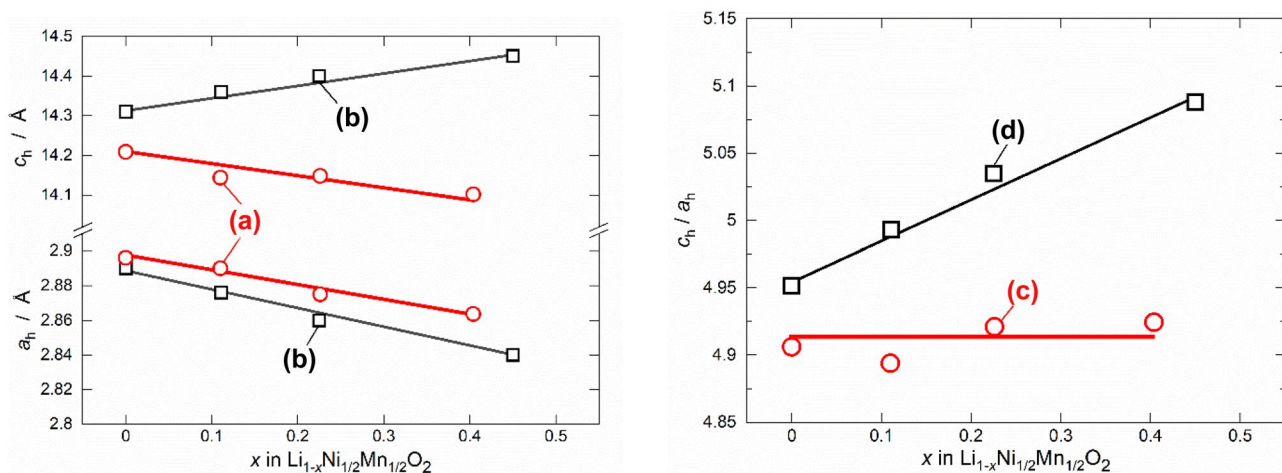 14.5
14.4
14.3
14.2
14.1
2.9
2.88
2.86
2.84
2.82
2.8
c_h / Å
a_h / Å
(b)
(a)
(b)
0 0.1 0.2 0.3 0.4 0.5
x in Li₁₋ₓNi₁/₂Mn₁/₂O₂
5.15
5.1
5.05
5
4.95
4.9
4.85
c_h / a_h
(d)
(c)
0 0.1 0.2 0.3 0.4 0.5
x in Li₁₋ₓNi₁/₂Mn₁/₂O₂